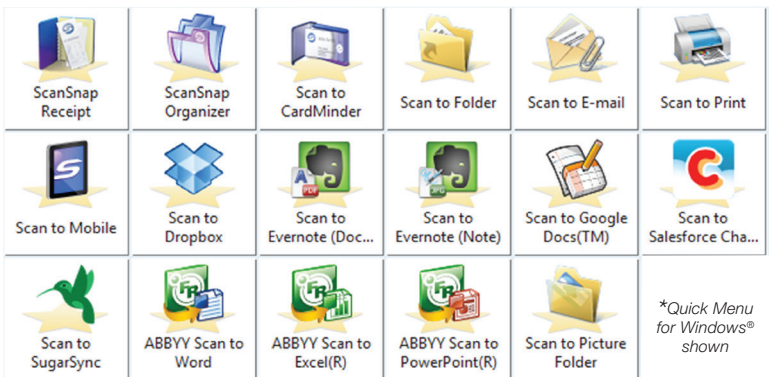 ScanSnap
Receipt
ScanSnap
Organizer
Scan to
CardMinder
Scan to Folder
Scan to E-mail
Scan to Print
Scan to Mobile
Scan to
Dropbox
Scan to
Evernote (Doc...
Scan to
Evernote (Note)
Scan to Google
Docs(TM)
Scan to
Salesforce Cha...
Scan to
SugarSync
ABBYY Scan to
Word
ABBYY Scan to
Excel(R)
ABBYY Scan to
PowerPoint(R)
Scan to Picture
Folder
*Quick Menu
for Windows®
shown